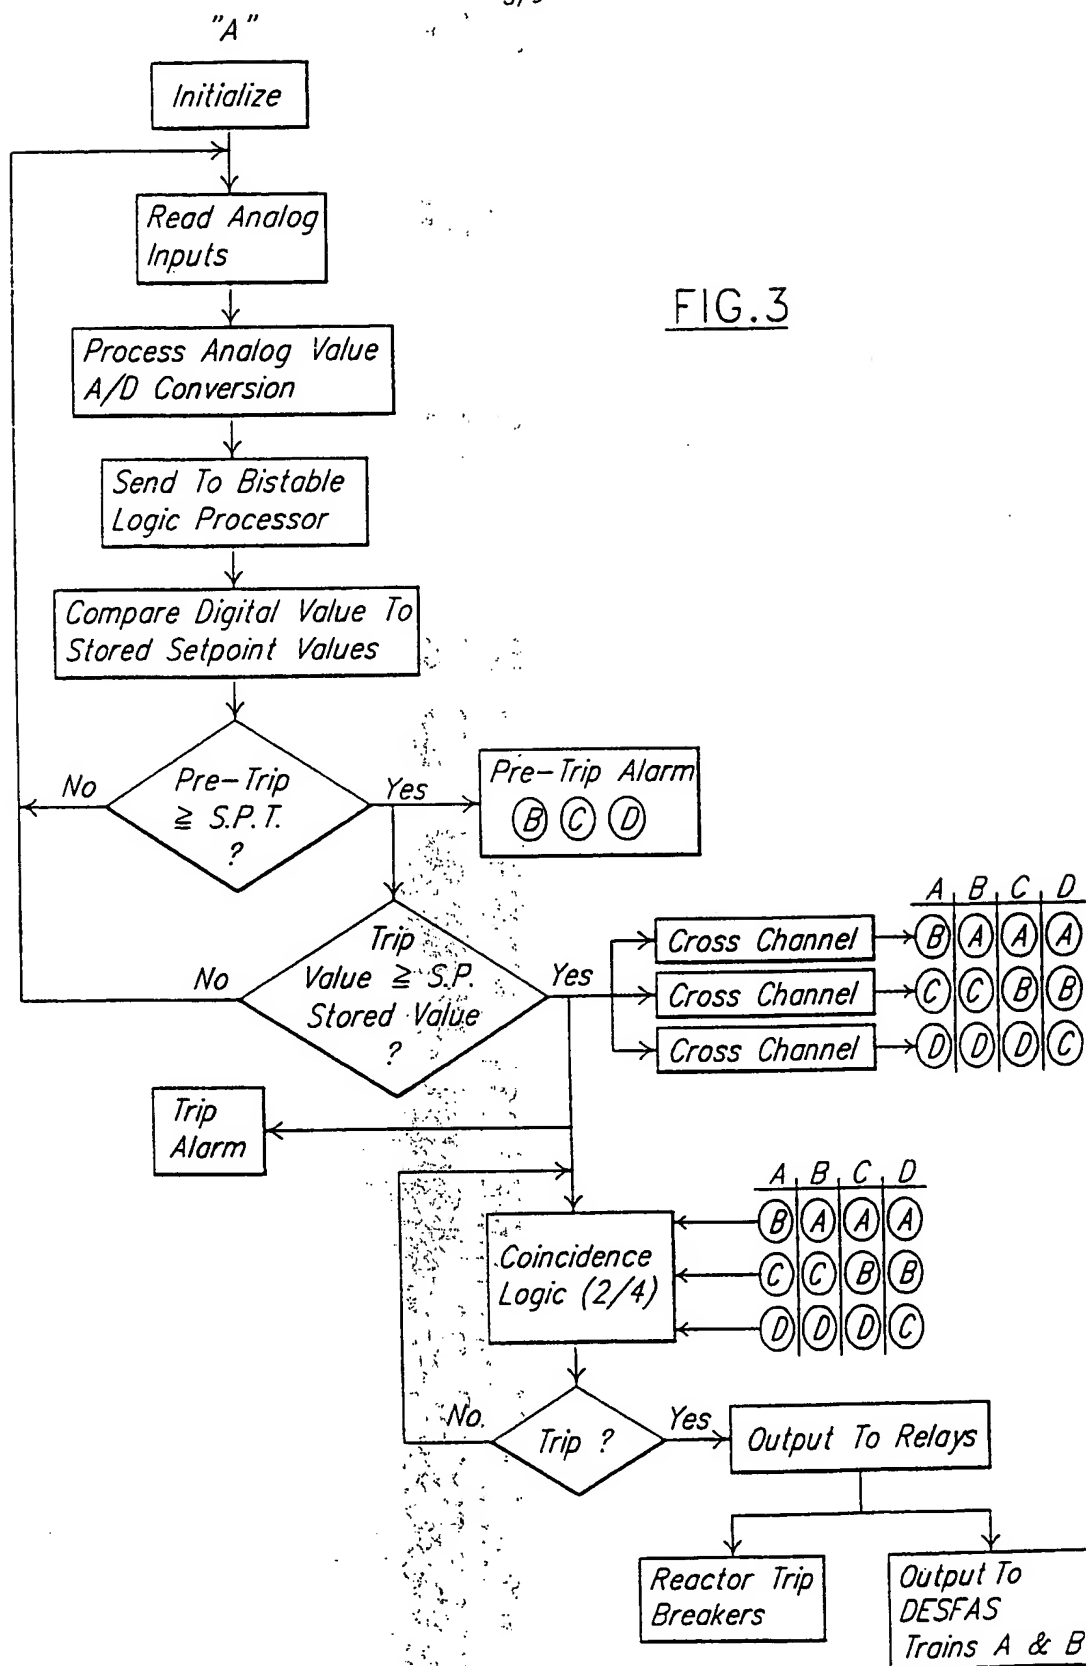 "A"
Initialize
Read Analog
Inputs
FIG.3
Process Analog Value
A/D Conversion
Send To Bistable
Logic Processor
Compare Digital Value To
Stored Setpoint Values
No
Pre-Trip
≧ S.P.T.
?
Yes
Pre-Trip Alarm
B C D
No
Trip
Value ≧ S.P.
Stored Value
?
Yes
Cross Channel
Cross Channel
Cross Channel
A B C D
B A A A
C C B B
D D D C
Trip
Alarm
Coincidence
Logic (2/4)
A B C D
B A A A
C C B B
D D D C
No.
Trip ?
Yes
Output To Relays
Reactor Trip
Breakers
Output To
DESFAS
Trains A & B